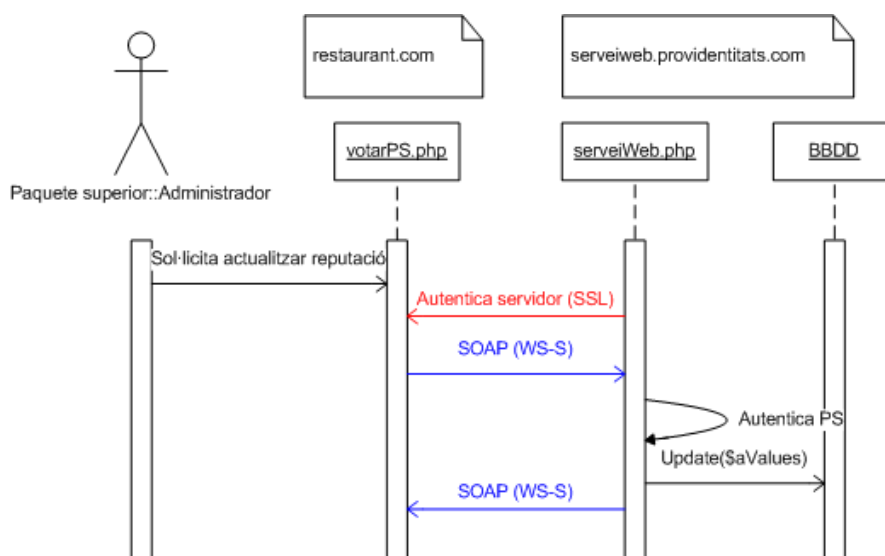 restaurant.com
serveiweb.providentitats.com
votarPS.php
serveiWeb.php
BBDD
Paquete superior::Administrador
Sol·licita actualitzar reputació
Autentica servidor (SSL)
SOAP (WS-S)
Autentica PS
Update($aValues)
SOAP (WS-S)